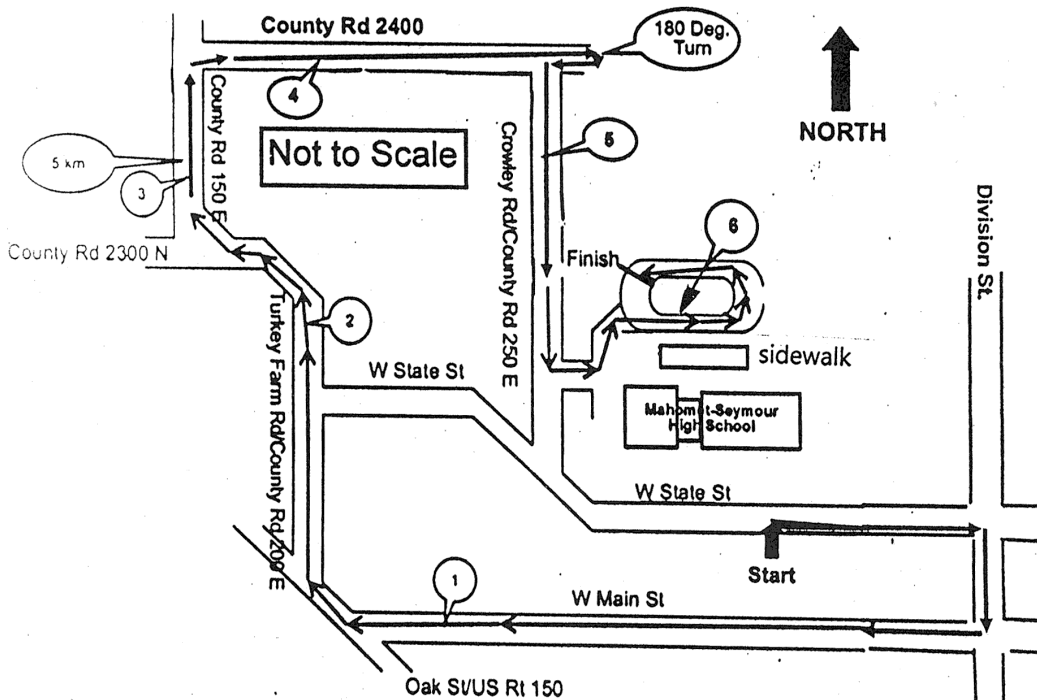 County Rd 2400
180 Deg.
Turn
4
NORTH
County Rd 150 E
Not to Scale
5
5 km
3
Crowley Rd/County Rd 250 E
Division St.
6
County Rd 2300 N
Finish
Turkey Farm Rd/County Rd 200 E
2
sidewalk
W State St
Mahomet-Seymour
High School
W State St
Start
1
W Main St
Oak St/US Rt 150